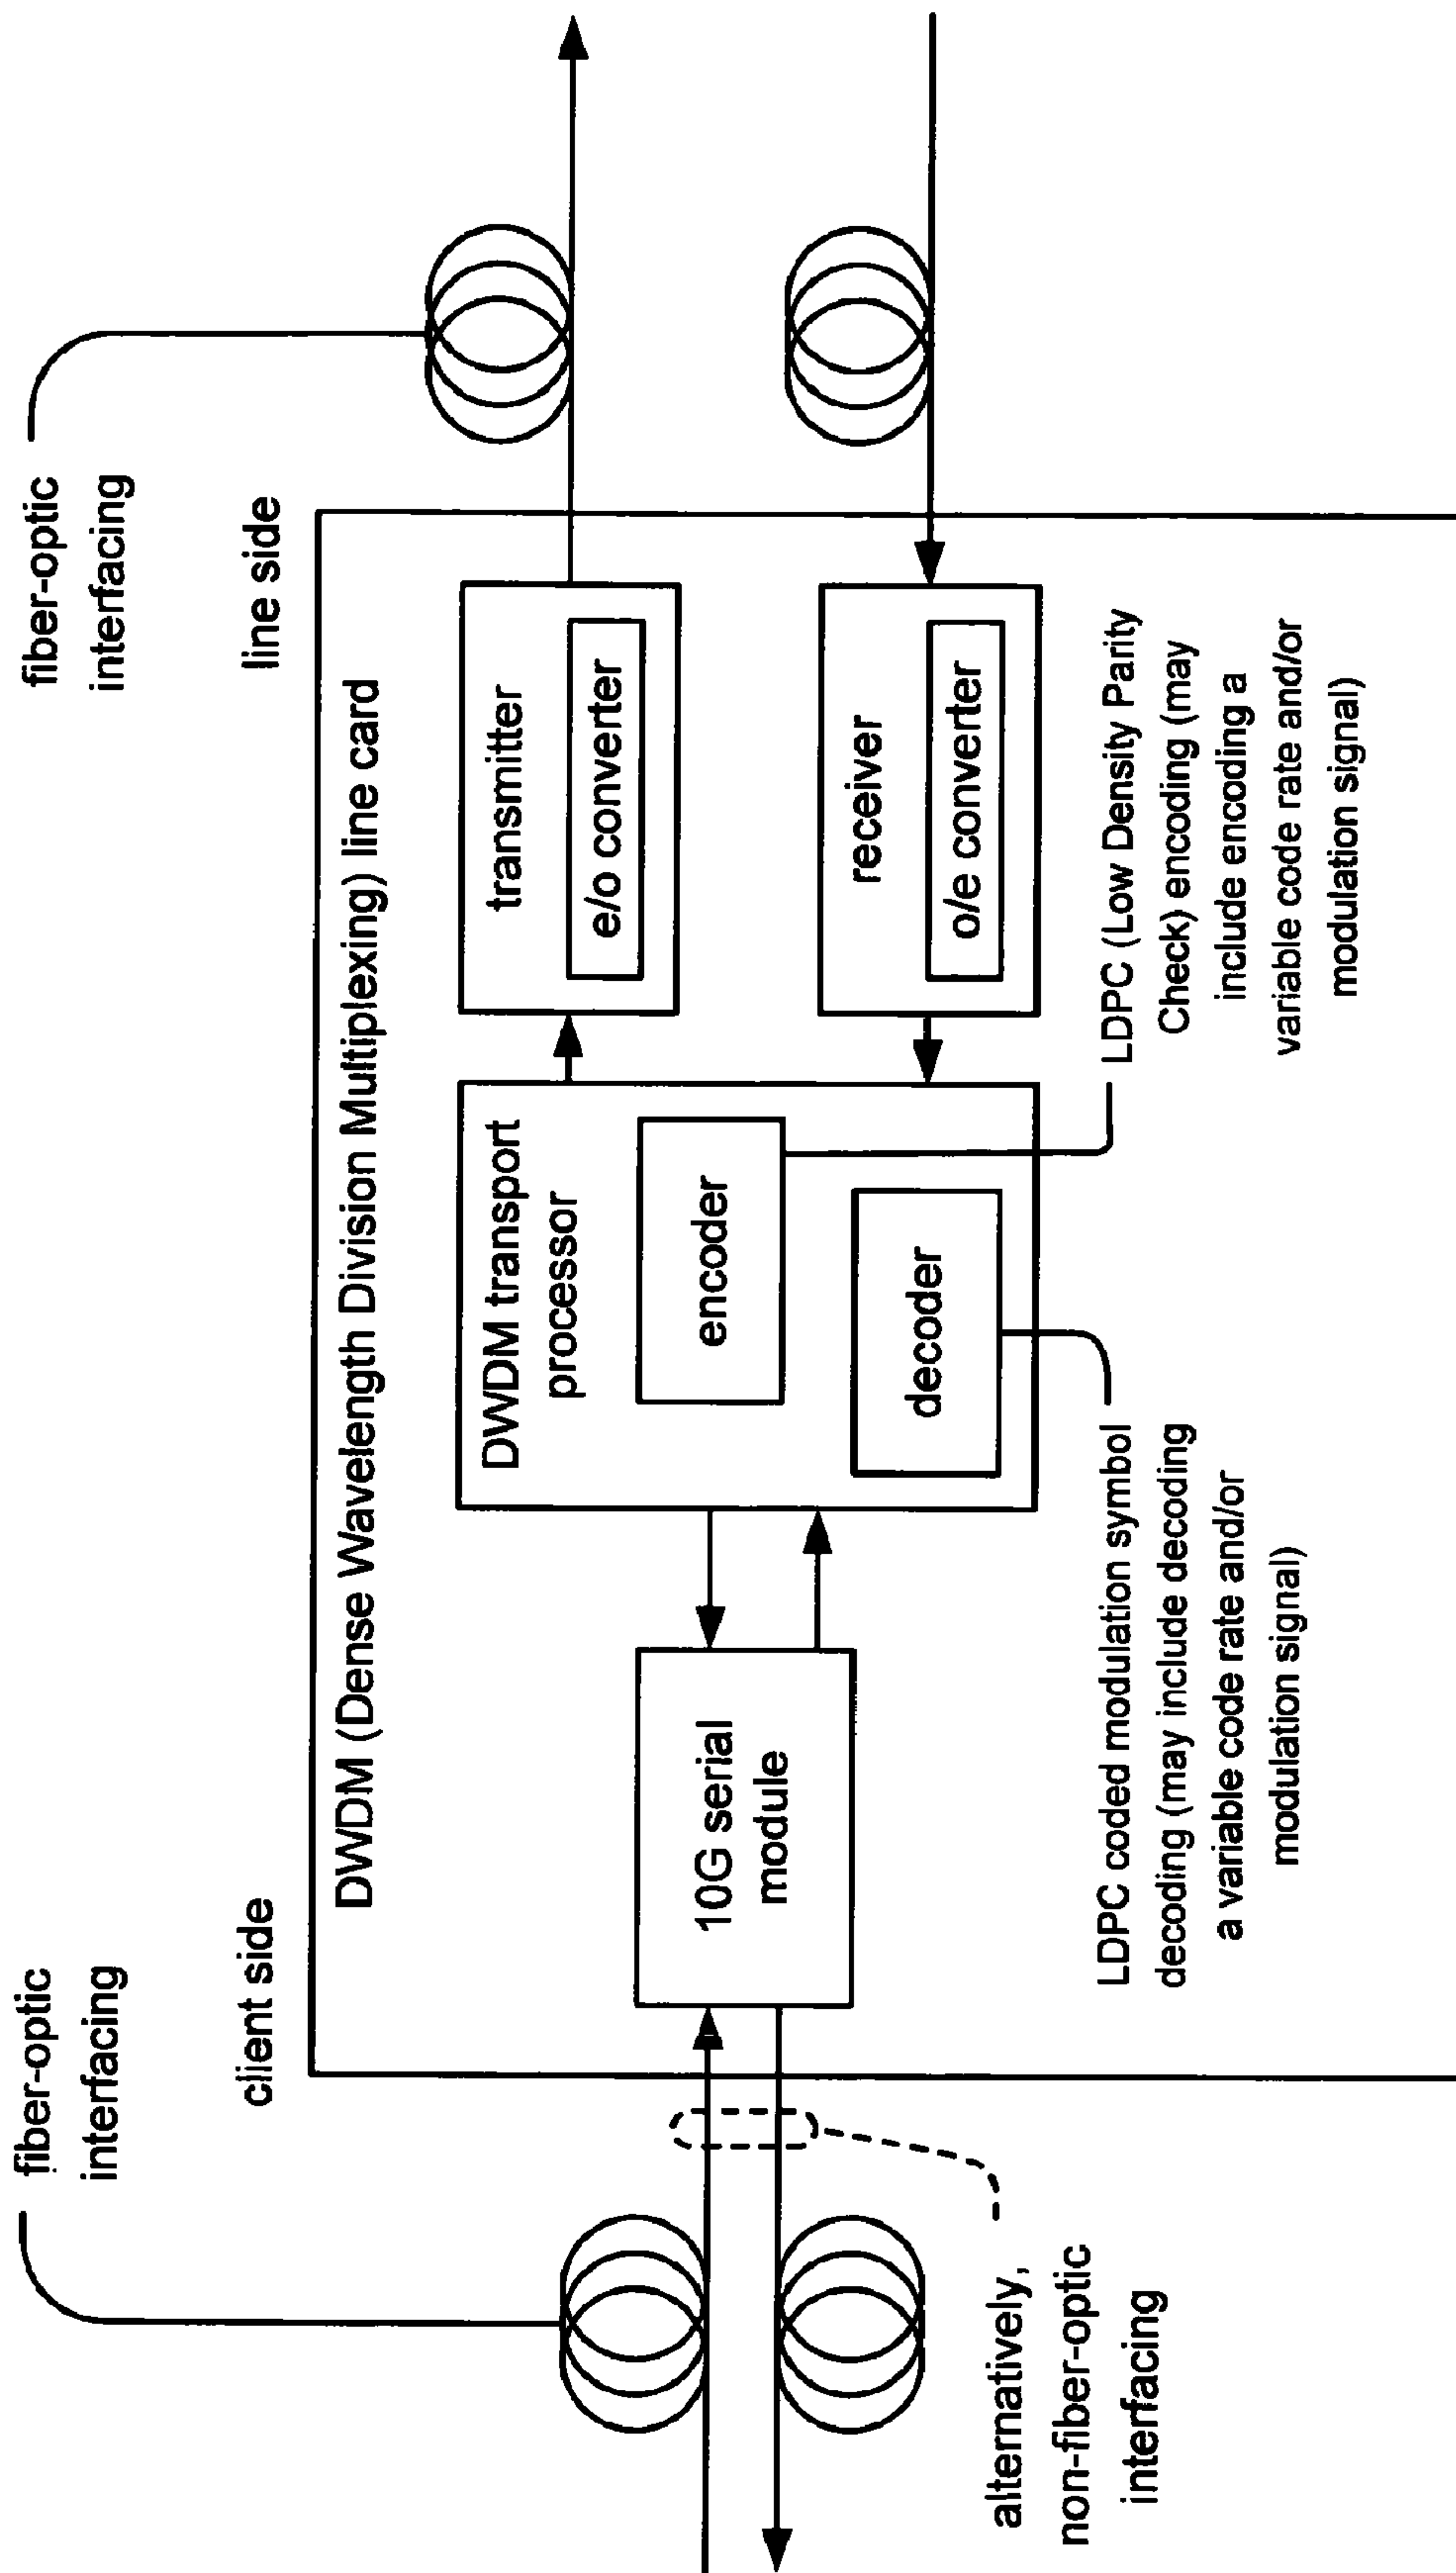 fiber-optic
interfacing
fiber-optic
interfacing
client side
line side
DWDM (Dense Wavelength Division Multiplexing) line card
10G serial
module
DWDM transport
processor
encoder
decoder
transmitter
e/o converter
receiver
o/e converter
alternatively,
non-fiber-optic
interfacing
LDPC coded modulation symbol
decoding (may include decoding
a variable code rate and/or
modulation signal)
LDPC (Low Density Parity
Check) encoding (may
include encoding a
variable code rate and/or
modulation signal)